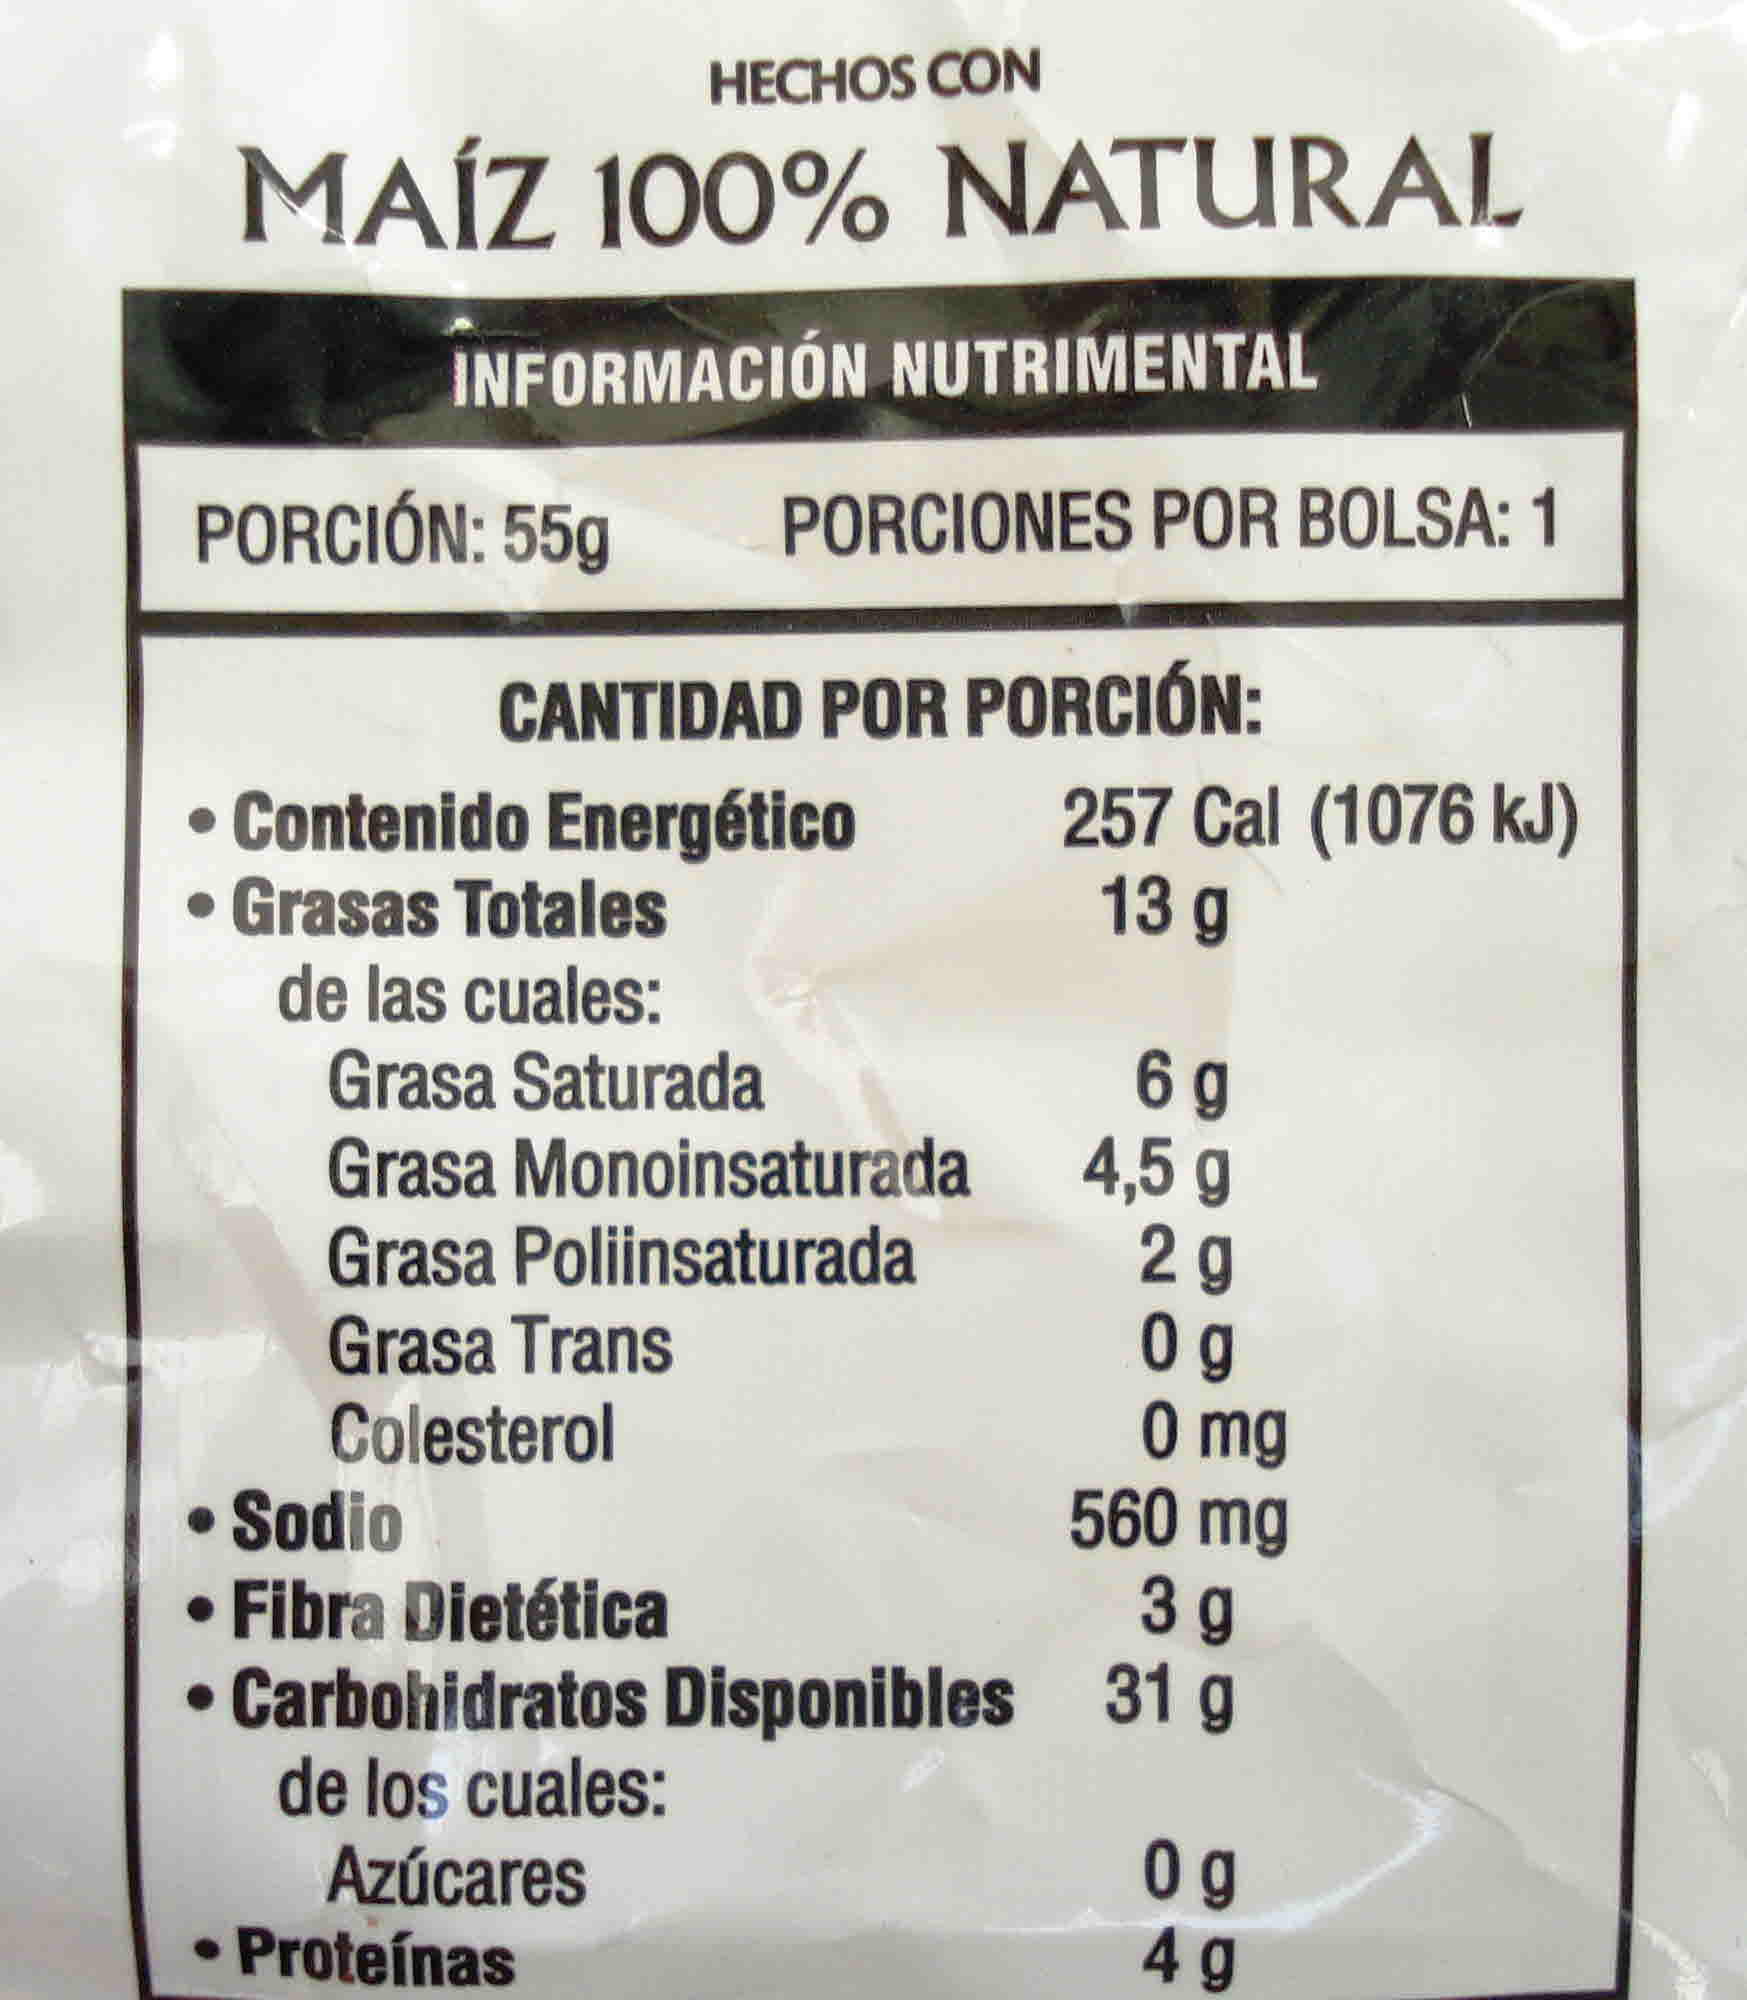 HECHOS CON
MAÍZ 100% NATURAL
INFORMACIÓN NUTRIMENTAL
PORCIÓN: 55g PORCIONES POR BOLSA: 1
CANTIDAD POR PORCIÓN:
• Contenido Energético 257 Cal (1076 kJ)
• Grasas Totales 13 g
de las cuales:
Grasa Saturada 6 g
Grasa Monoinsaturada 4,5 g
Grasa Poliinsaturada 2 g
Grasa Trans 0 g
Colesterol 0 mg
• Sodio 560 mg
• Fibra Dietética 3 g
• Carbohidratos Disponibles 31 g
de los cuales:
Azúcares 0 g
• Proteínas 4 g